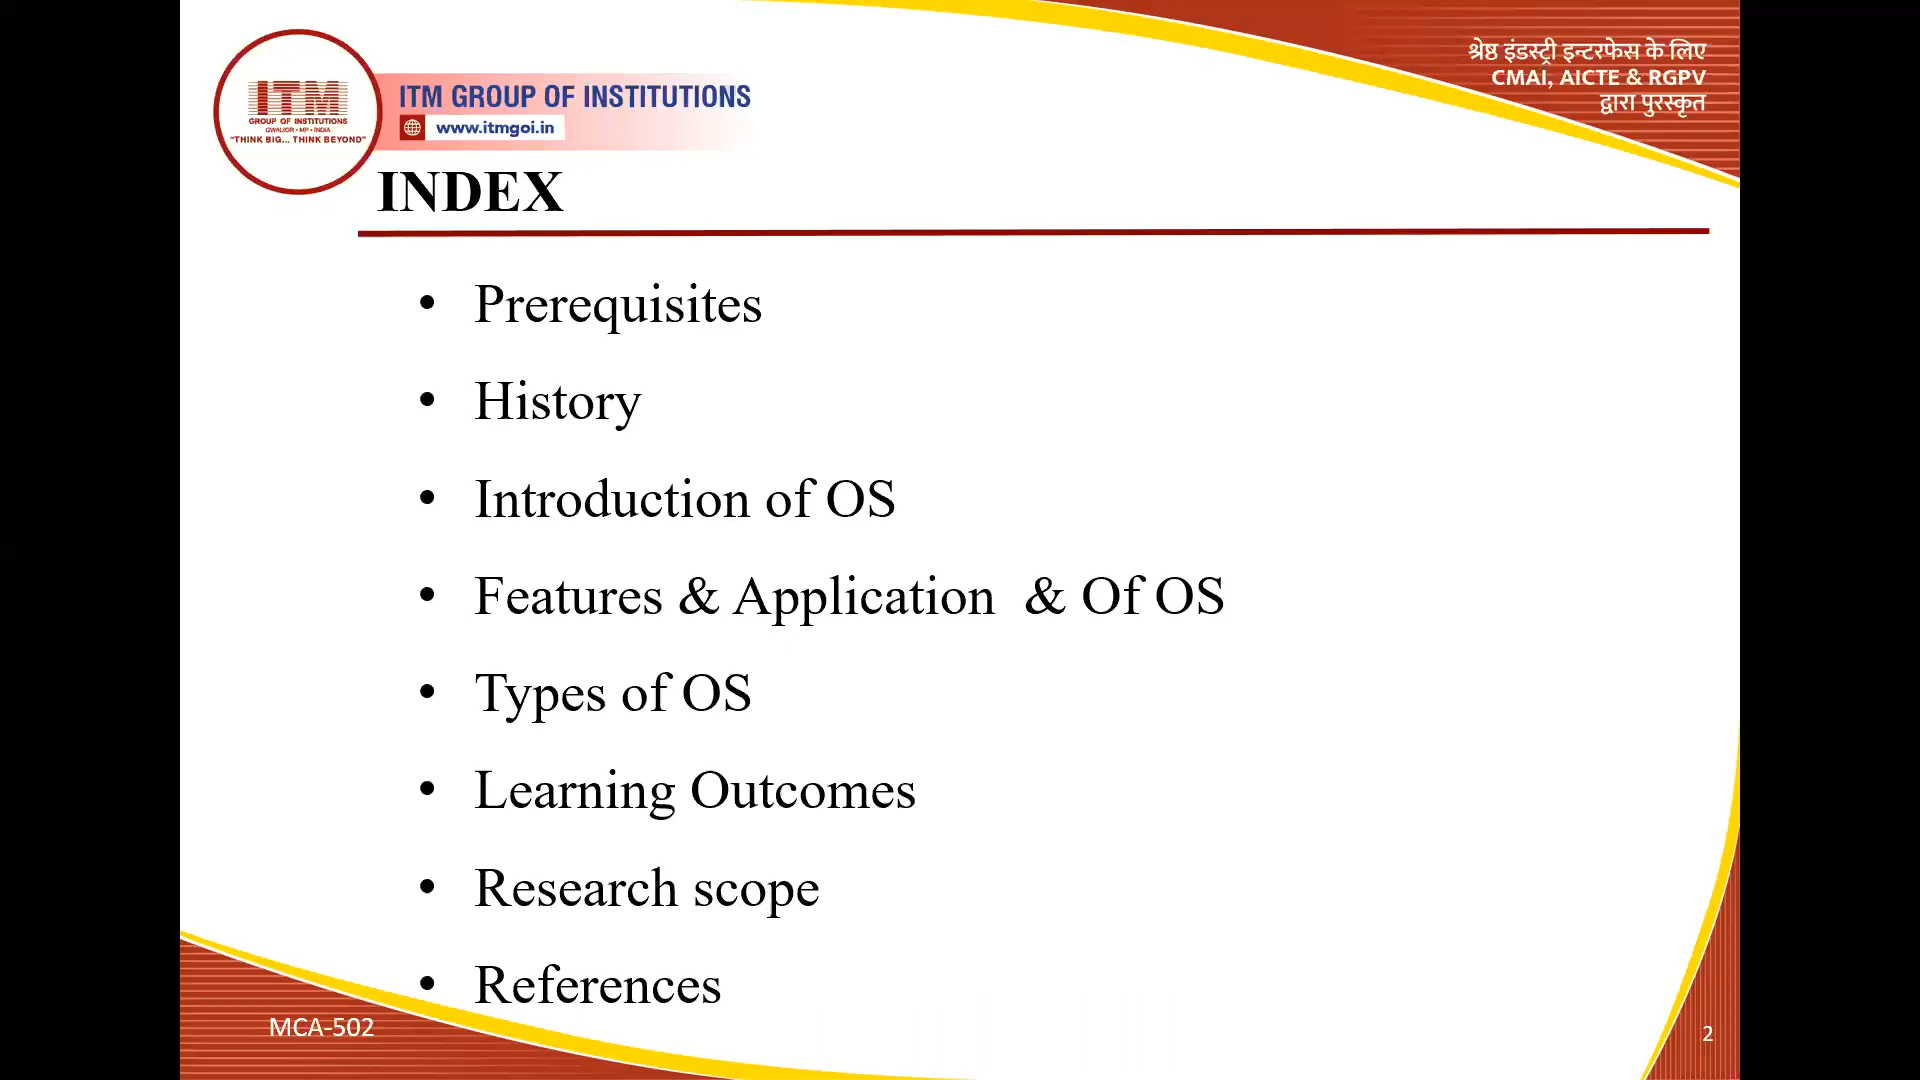 ITM
GROUP OF INSTITUTIONS
GWALIOR • MP • INDIA
"THINK BIG... THINK BEYOND"
ITM GROUP OF INSTITUTIONS
www.itmgoi.in
श्रेष्ठ इंडस्ट्री इन्टरफेस के लिए
CMAI, AICTE & RGPV
द्वारा पुरस्कृत
INDEX
• Prerequisites
• History
• Introduction of OS
• Features & Application & Of OS
• Types of OS
• Learning Outcomes
• Research scope
• References
MCA-502
2